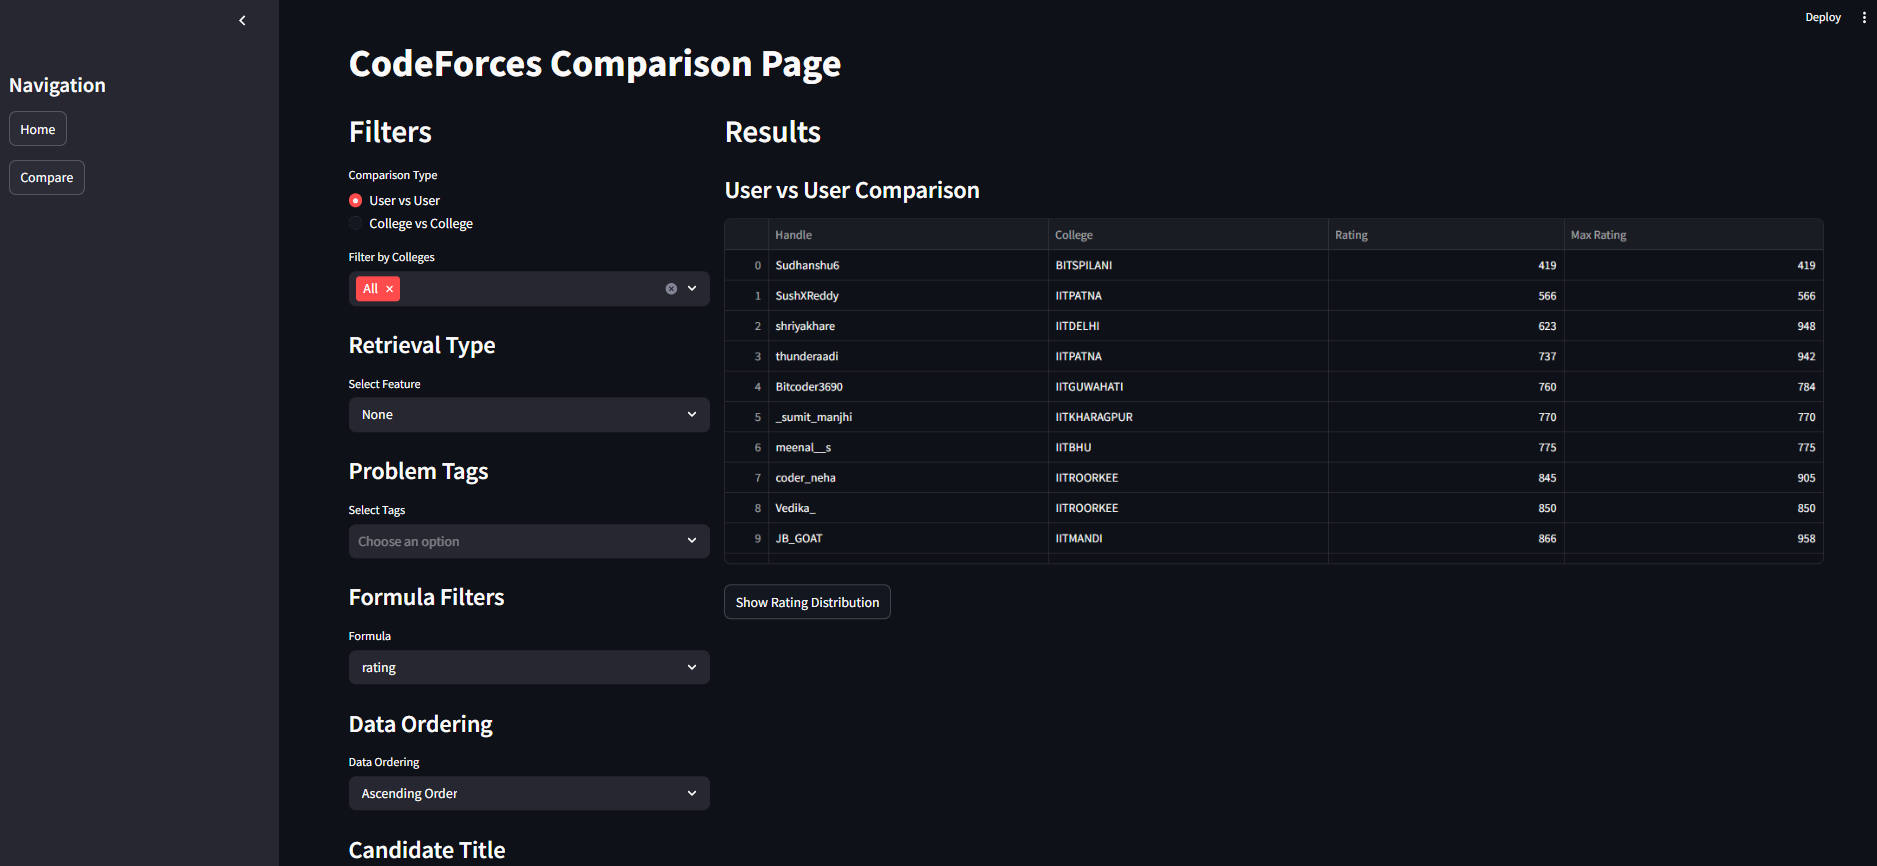 Deploy
Navigation
Home
Compare
CodeForces Comparison Page
Filters
Comparison Type
User vs User
College vs College
Filter by Colleges
All
Retrieval Type
Select Feature
None
Problem Tags
Select Tags
Choose an option
Formula Filters
Formula
rating
Data Ordering
Data Ordering
Ascending Order
Candidate Title
Results
User vs User Comparison
Handle College Rating Max Rating
0 Sudhanshu6 BITSPILANI 419 419
1 SushXReddy IITPATNA 566 566
2 shriyakhare IITDELHI 623 948
3 thunderaadi IITPATNA 737 942
4 Bitcoder3690 IITGUWAHATI 760 784
5 _sumit_manjhi IITKHARAGPUR 770 770
6 meenal__s IITBHU 775 775
7 coder_neha IITROORKEE 845 905
8 Vedika_ IITROORKEE 850 850
9 JB_GOAT IITMANDI 866 958
Show Rating Distribution